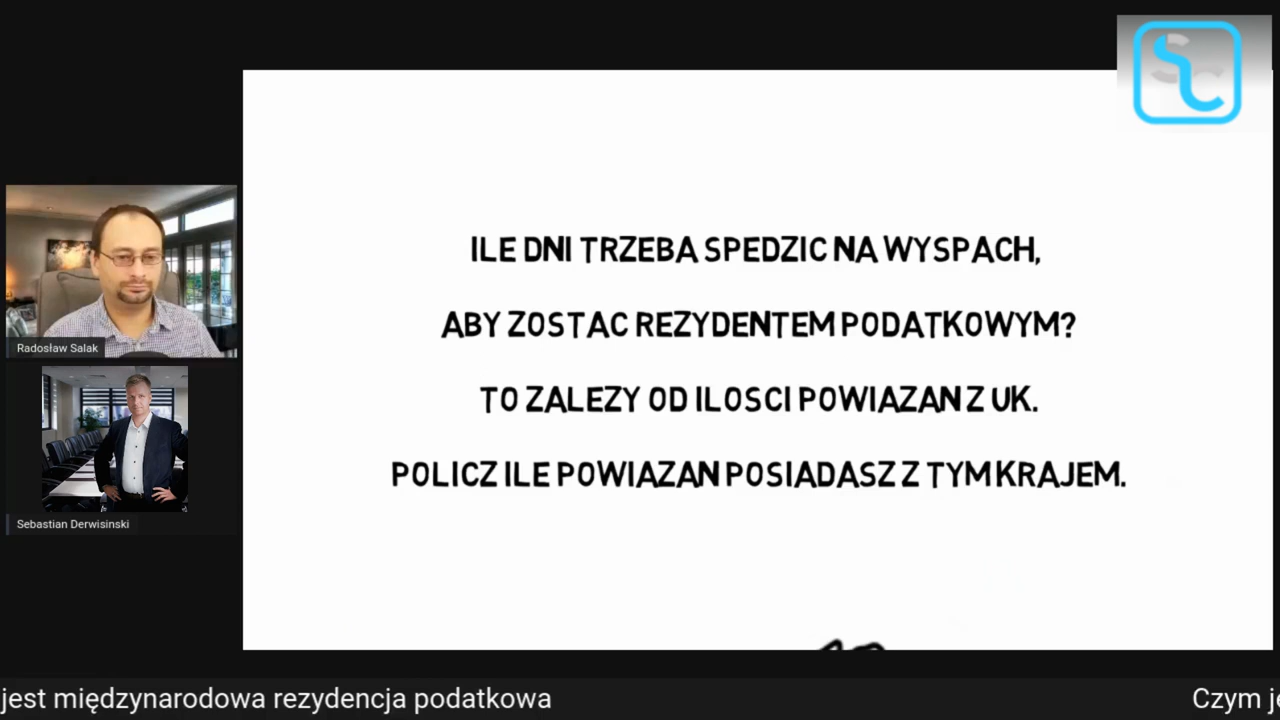 ILE DNI TRZEBA SPEDZIC NA WYSPACH,
ABY ZOSTAC REZYDENTEM PODATKOWYM?
TO ZALEZY OD ILOSCI POWIAZAN Z UK.
POLICZ ILE POWIAZAN POSIADASZ Z TYM KRAJEM.
Radosław Salak
Sebastian Derwisinski
jest międzynarodowa rezydencja podatkowa
Czym je